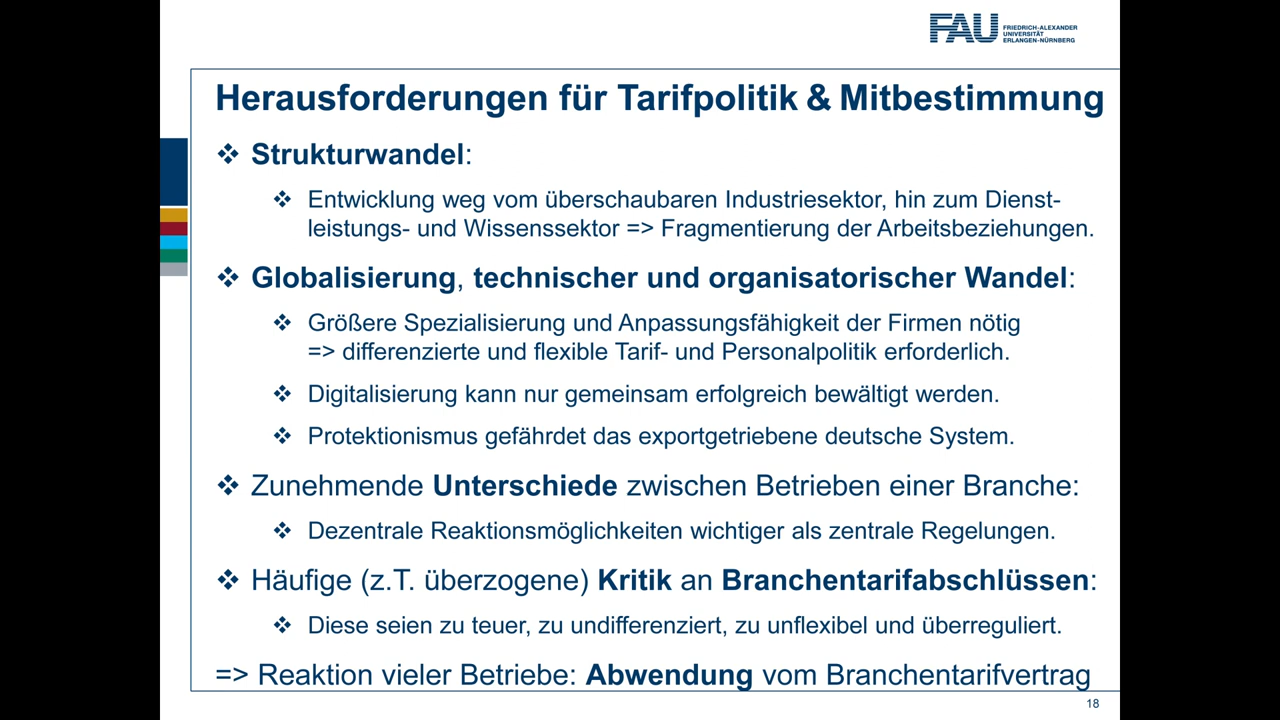 FAU FRIEDRICH-ALEXANDER
UNIVERSITÄT
ERLANGEN-NÜRNBERG
Herausforderungen für Tarifpolitik & Mitbestimmung
❖ Strukturwandel:
❖ Entwicklung weg vom überschaubaren Industriesektor, hin zum Dienst-
leistungs- und Wissenssektor => Fragmentierung der Arbeitsbeziehungen.
❖ Globalisierung, technischer und organisatorischer Wandel:
❖ Größere Spezialisierung und Anpassungsfähigkeit der Firmen nötig
=> differenzierte und flexible Tarif- und Personalpolitik erforderlich.
❖ Digitalisierung kann nur gemeinsam erfolgreich bewältigt werden.
❖ Protektionismus gefährdet das exportgetriebene deutsche System.
❖ Zunehmende Unterschiede zwischen Betrieben einer Branche:
❖ Dezentrale Reaktionsmöglichkeiten wichtiger als zentrale Regelungen.
❖ Häufige (z.T. überzogene) Kritik an Branchentarifabschlüssen:
❖ Diese seien zu teuer, zu undifferenziert, zu unflexibel und überreguliert.
=> Reaktion vieler Betriebe: Abwendung vom Branchentarifvertrag
18